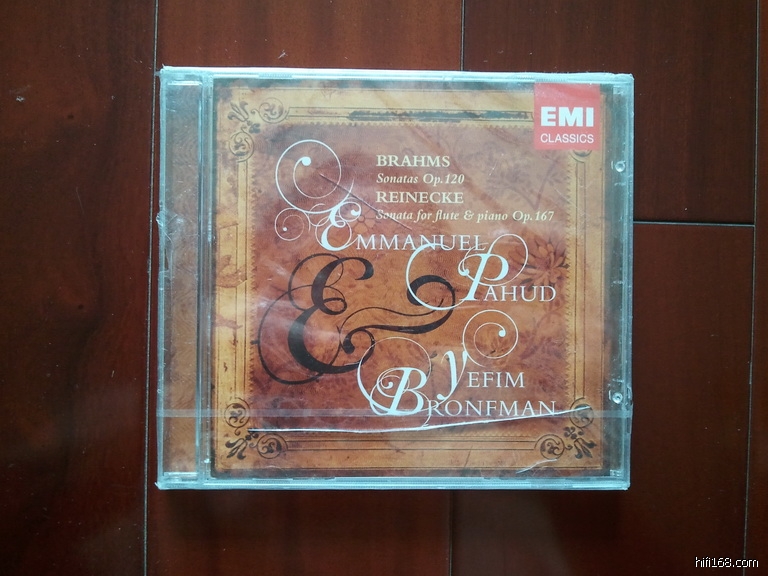 EMI
CLASSICS
BRAHMS
Sonatas Op.120
REINECKE
Sonata for flute & piano Op.167
EMMANUEL
PAHUD
&
YEFIM
BRONFMAN
hifi168.com